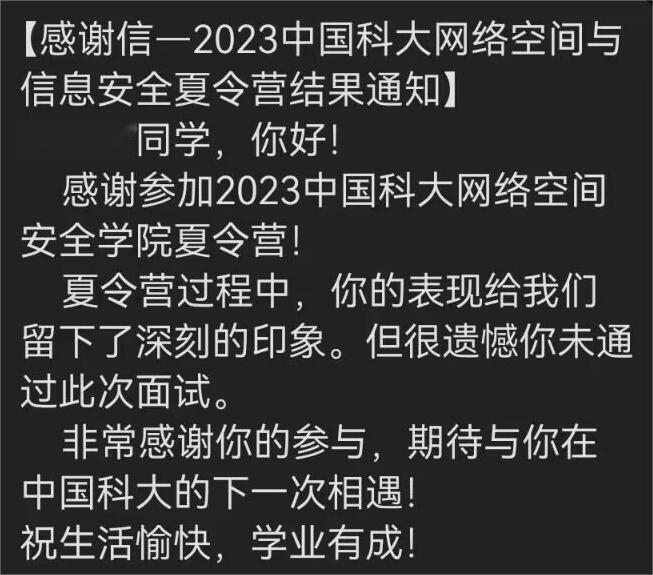 【感谢信一2023中国科大网络空间与
信息安全夏令营结果通知】
同学，你好！
感谢参加2023中国科大网络空间
安全学院夏令营！
夏令营过程中，你的表现给我们
留下了深刻的印象。但很遗憾你未通
过此次面试。
非常感谢你的参与，期待与你在
中国科大的下一次相遇！
祝生活愉快，学业有成！